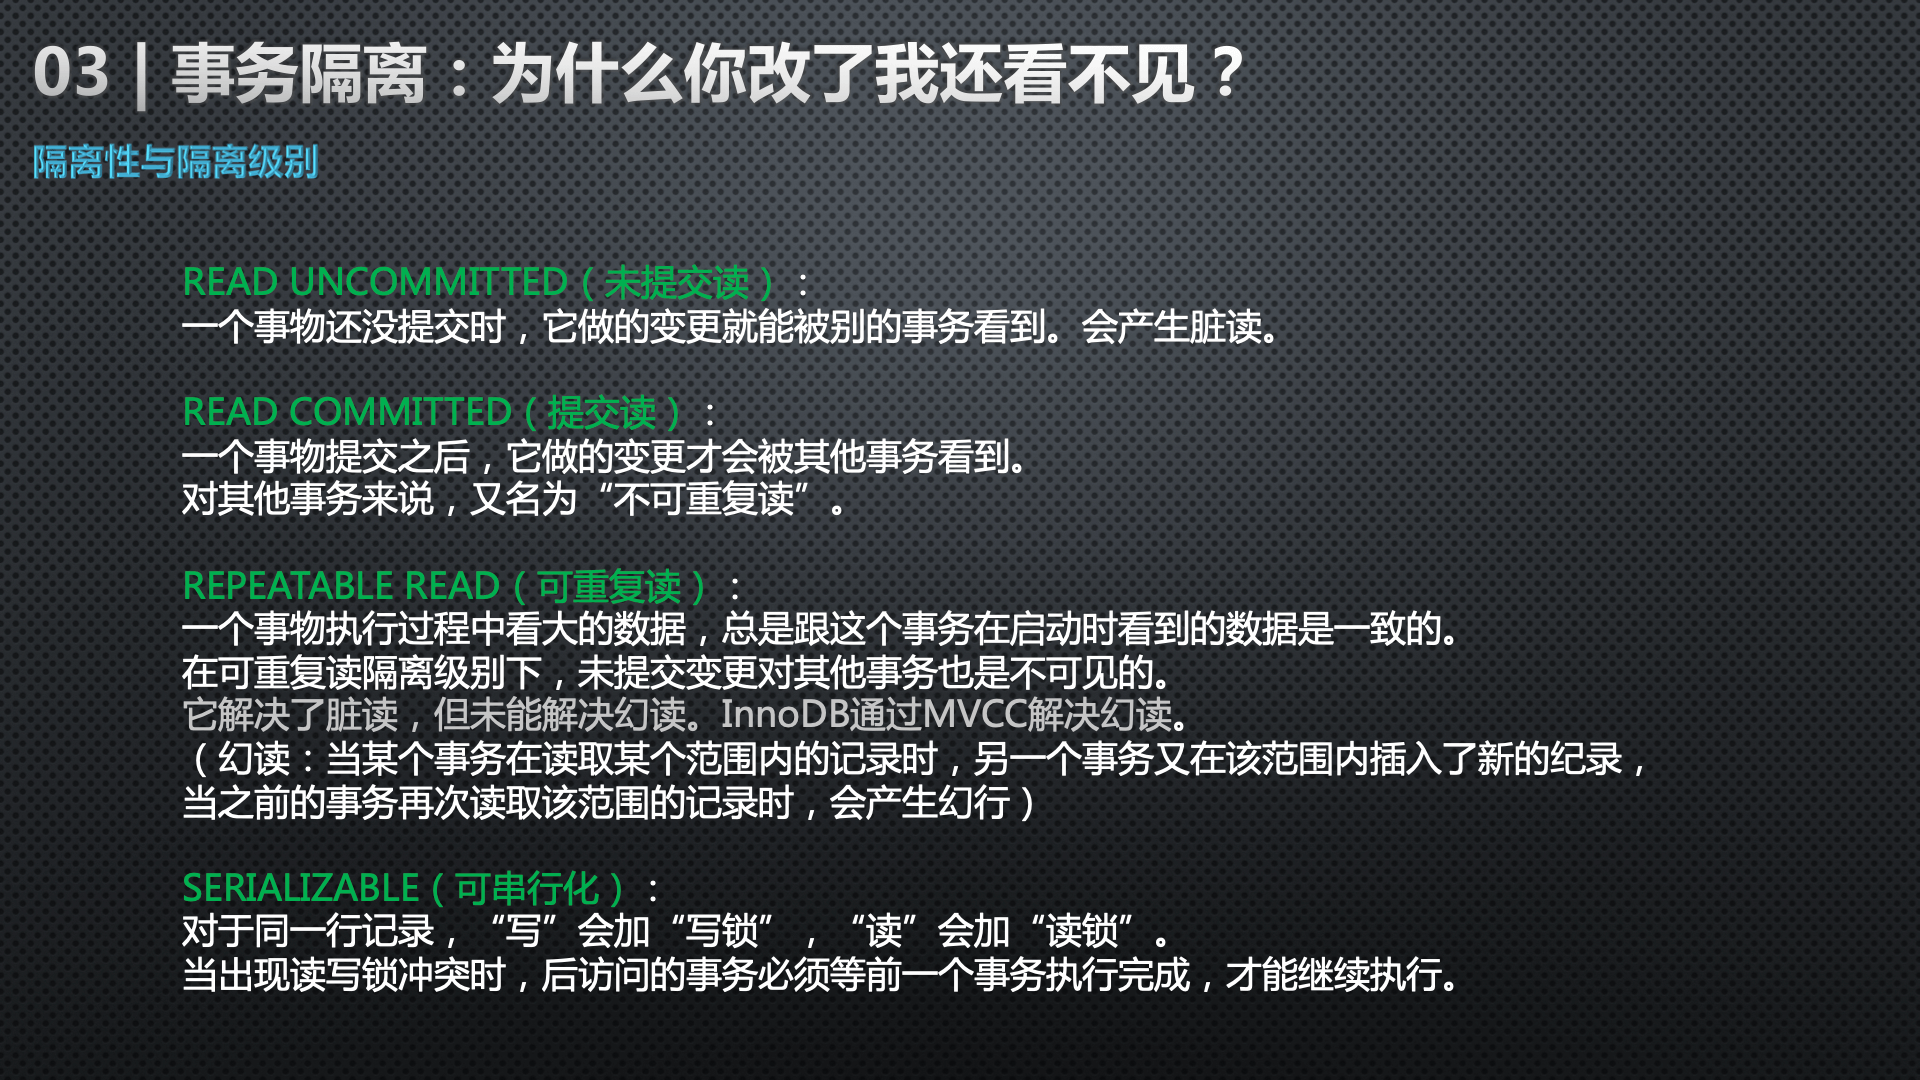 03 | 事务隔离：为什么你改了我还看不见？
隔离性与隔离级别
READ UNCOMMITTED（未提交读）：
一个事物还没提交时，它做的变更就能被别的事务看到。会产生脏读。
READ COMMITTED（提交读）：
一个事物提交之后，它做的变更才会被其他事务看到。
对其他事务来说，又名为“不可重复读”。
REPEATABLE READ（可重复读）：
一个事物执行过程中看大的数据，总是跟这个事务在启动时看到的数据是一致的。
在可重复读隔离级别下，未提交变更对其他事务也是不可见的。
它解决了脏读，但未能解决幻读。InnoDB通过MVCC解决幻读。
（幻读：当某个事务在读取某个范围内的记录时，另一个事务又在该范围内插入了新的纪录，
当之前的事务再次读取该范围的记录时，会产生幻行）
SERIALIZABLE（可串行化）：
对于同一行记录，“写”会加“写锁”，“读”会加“读锁”。
当出现读写锁冲突时，后访问的事务必须等前一个事务执行完成，才能继续执行。